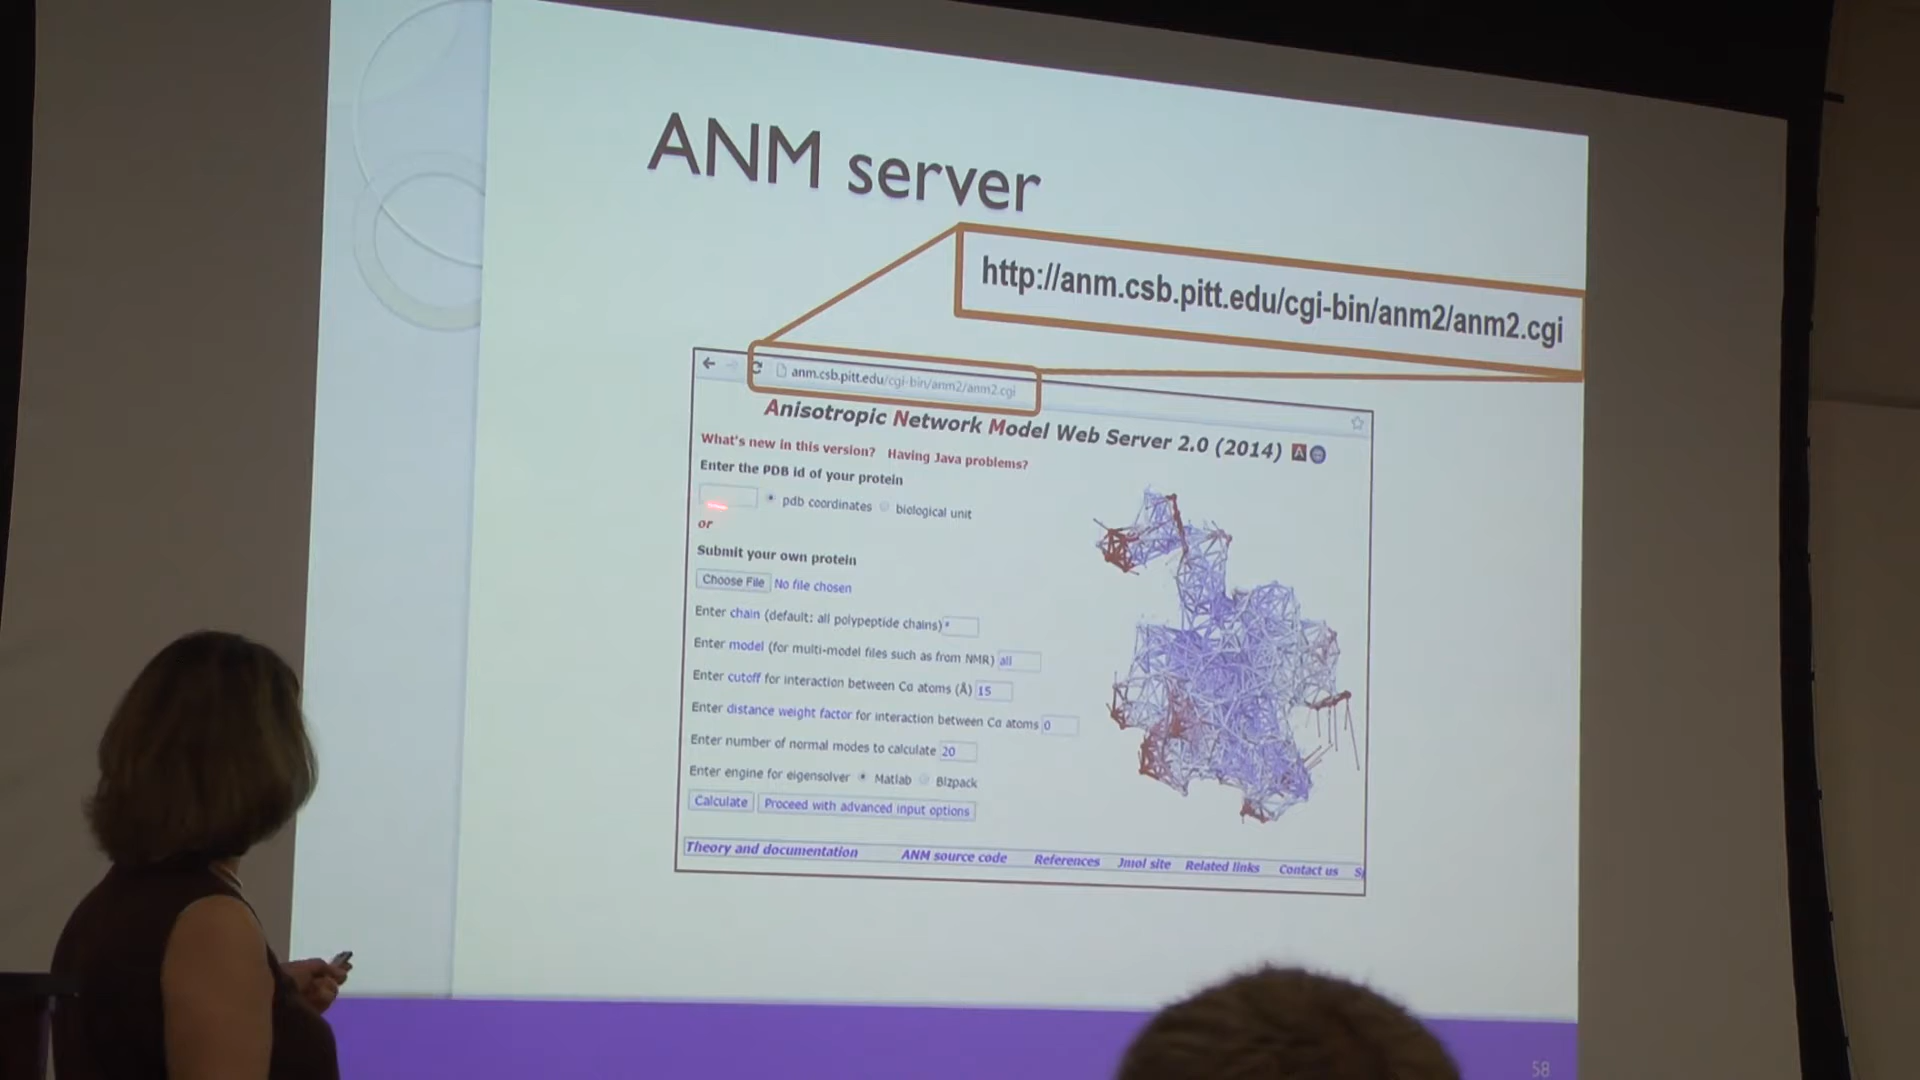 ANM server
http://anm.csb.pitt.edu/cgi-bin/anm2/anm2.cgi
anm.csb.pitt.edu/cgi-bin/anm2/anm2.cgi
Anisotropic Network Model Web Server 2.0 (2014)
What's new in this version? Having Java problems?
Enter the PDB id of your protein
pdb coordinates biological unit
or
Submit your own protein
Choose File No file chosen
Enter chain (default: all polypeptide chains) *
Enter model (for multi-model files such as from NMR) all
Enter cutoff for interaction between Cα atoms (Å) 15
Enter distance weight factor for interaction between Cα atoms 0
Enter number of normal modes to calculate 20
Enter engine for eigensolver Matlab Blzpack
Calculate Proceed with advanced input options
Theory and documentation ANM source code References Jmol site Related links Contact us
58